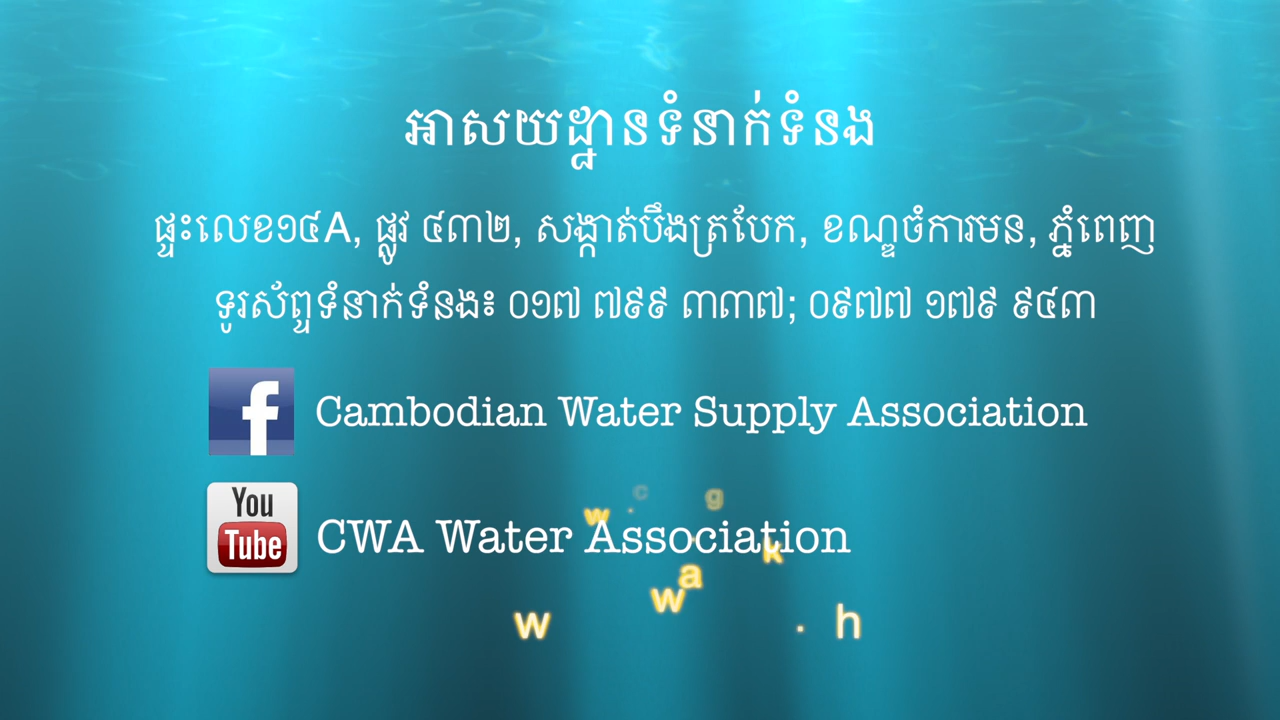 អាសយដ្ឋានទំនាក់ទំនង
ផ្ទះលេខ១៤A, ផ្លូវ ៤៣២, សង្កាត់បឹងត្របែក, ខណ្ឌចំការមន, ភ្នំពេញ
ទូរស័ព្ទទំនាក់ទំនង៖ ០១៧ ៧៩៩ ៣៣៧; ០៩៧៧ ១៧៩ ៩៤៣
f Cambodian Water Supply Association
You Tube CWA Water Association
w . c g
k
w a
w . h